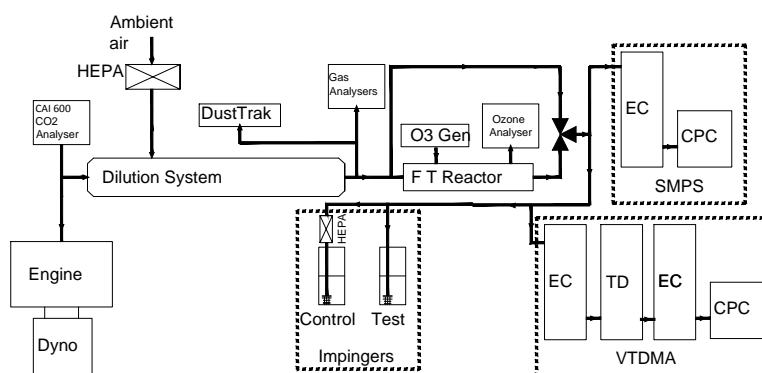 Ambient
air
HEPA
CAI 600
CO2
Analyser
DustTrak
Gas
Analysers
O3 Gen
Ozone
Analyser
EC
CPC
SMPS
Dilution System
F T Reactor
HEPA
Engine
Control
Test
Dyno
Impingers
EC
TD
EC
CPC
VTDMA